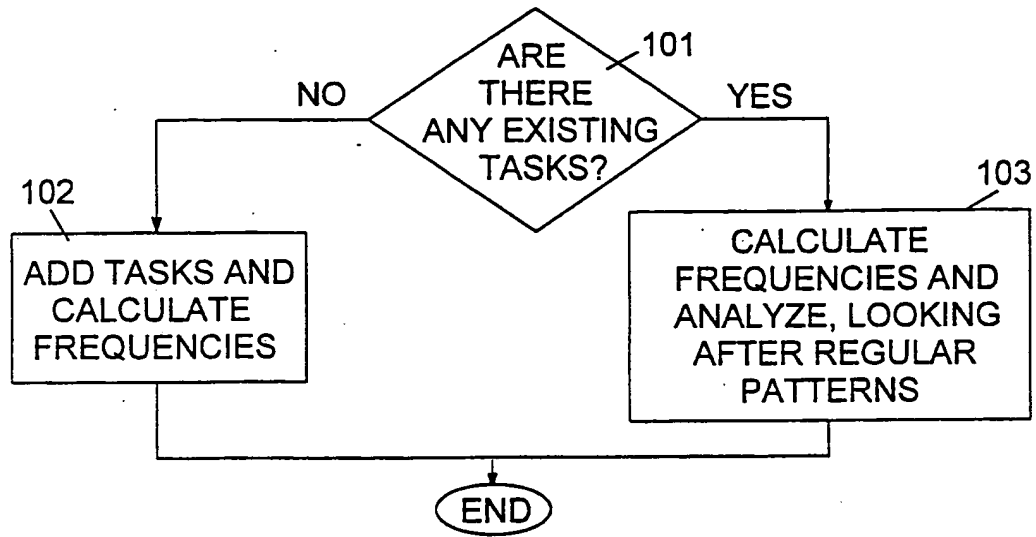 101
ARE
THERE
ANY EXISTING
TASKS?
NO
YES
102
ADD TASKS AND
CALCULATE
FREQUENCIES
103
CALCULATE
FREQUENCIES AND
ANALYZE, LOOKING
AFTER REGULAR
PATTERNS
END